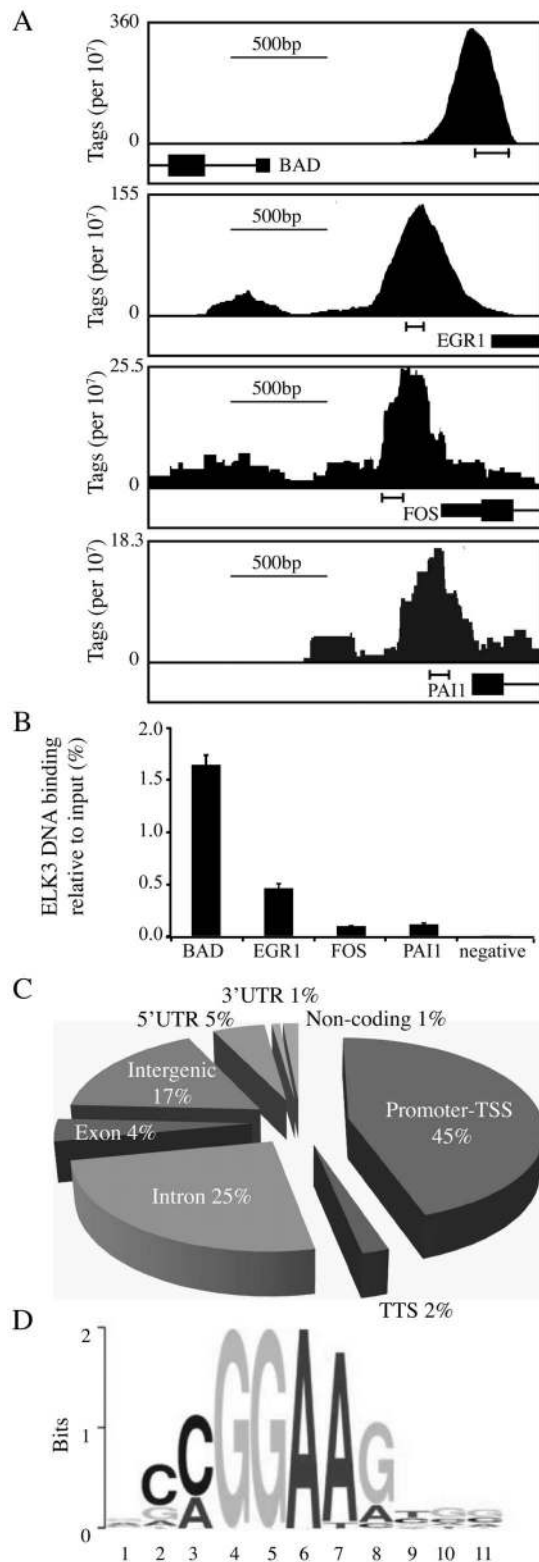 A
360
Tags (per 10⁷)
500bp
0
BAD
155
Tags (per 10⁷)
500bp
0
EGR1
25.5
Tags (per 10⁷)
500bp
0
FOS
18.3
Tags (per 10⁷)
500bp
0
PAI1
B
ELK3 DNA binding
relative to input (%)
2.0
1.5
1.0
0.5
0.0
BAD EGR1 FOS PAI1 negative
C
3'UTR 1%
5'UTR 5%
Non-coding 1%
Intergenic
17%
Promoter-TSS
45%
Exon 4%
Intron 25%
TTS 2%
D
Bits
2
1
0
C C G G A A G
G A A T A T G G
1 2 3 4 5 6 7 8 9 10 11